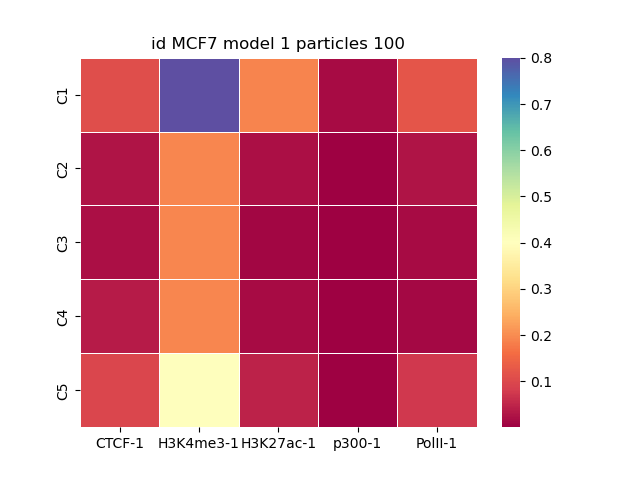 id MCF7 model 1 particles 100
C1
C2
C3
C4
C5
CTCF-1 H3K4me3-1 H3K27ac-1 p300-1 PolII-1
0.8
0.7
0.6
0.5
0.4
0.3
0.2
0.1